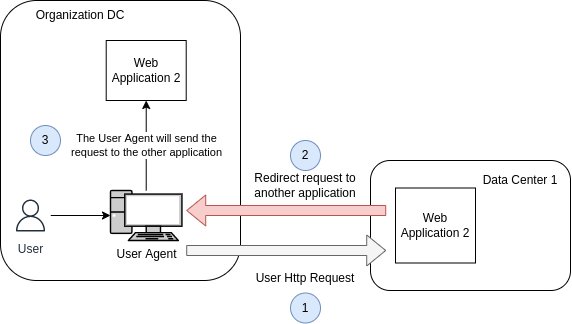 Organization DC
Web
Application 2
3
The User Agent will send the
request to the other application
2
Redirect request to
another application
Data Center 1
Web
Application 2
User
User Agent
User Http Request
1